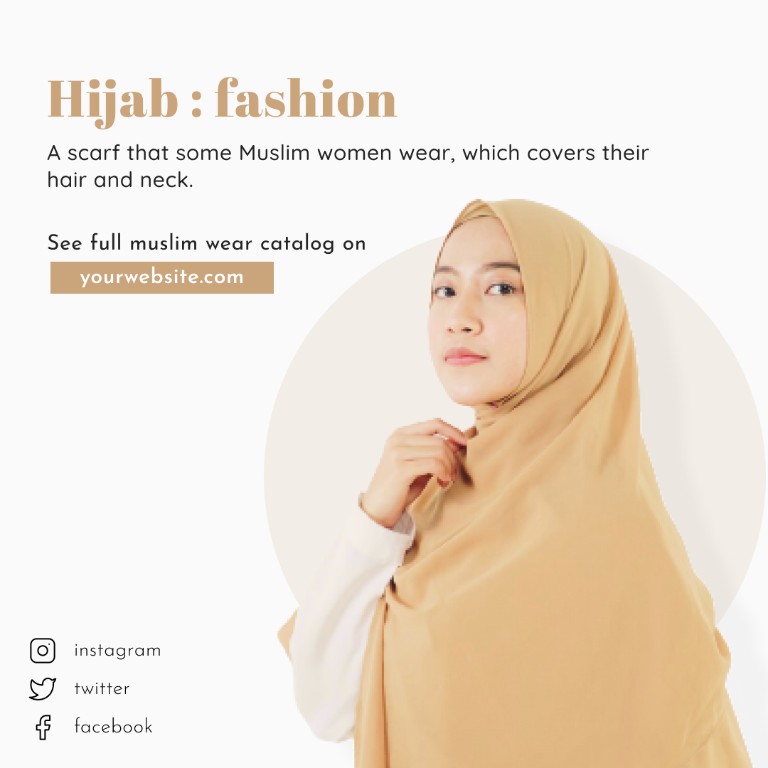 Hijab : fashion
A scarf that some Muslim women wear, which covers their
hair and neck.
See full muslim wear catalog on
yourwebsite.com
instagram
twitter
facebook